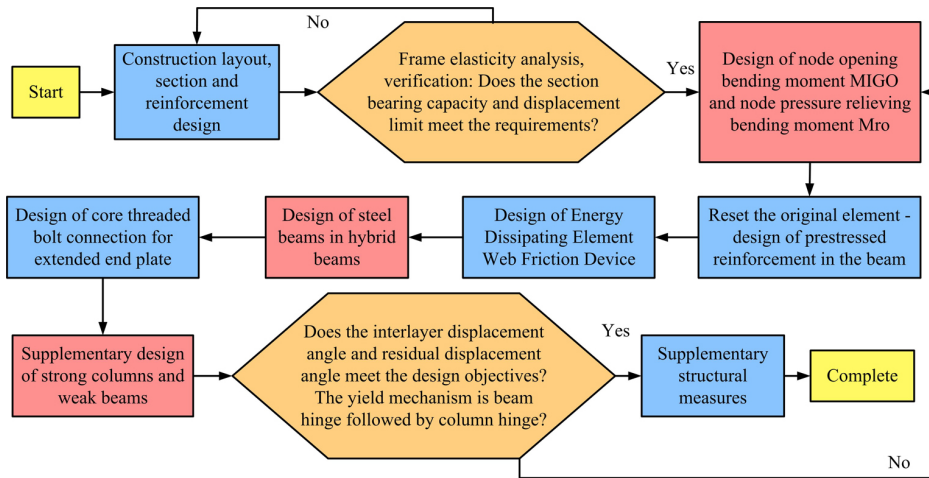 No
Start
Construction layout,
section and
reinforcement
design
Frame elasticity analysis,
verification: Does the section
bearing capacity and displacement
limit meet the requirements?
Yes
Design of node opening
bending moment MIGO
and node pressure relieving
bending moment Mro
Reset the original element -
design of prestressed
reinforcement in the beam
Design of Energy
Dissipating Element
Web Friction Device
Design of steel
beams in hybrid
beams
Design of core threaded
bolt connection for
extended end plate
Supplementary design
of strong columns and
weak beams
Does the interlayer displacement
angle and residual displacement
angle meet the design objectives?
The yield mechanism is beam
hinge followed by column hinge?
Yes
Supplementary
structural
measures
Complete
No